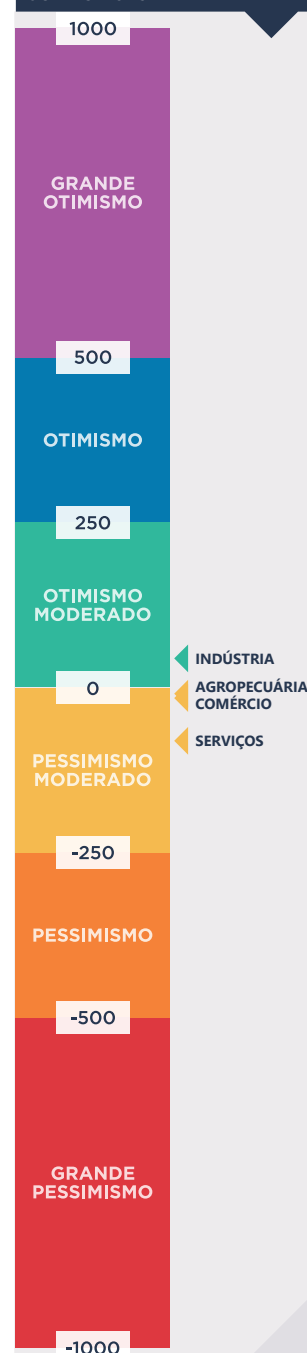 1000
GRANDE
OTIMISMO
500
OTIMISMO
250
OTIMISMO
MODERADO
INDÚSTRIA
0
AGROPECUÁRIA
COMÉRCIO
SERVIÇOS
PESSIMISMO
MODERADO
-250
PESSIMISMO
-500
GRANDE
PESSIMISMO
-1000